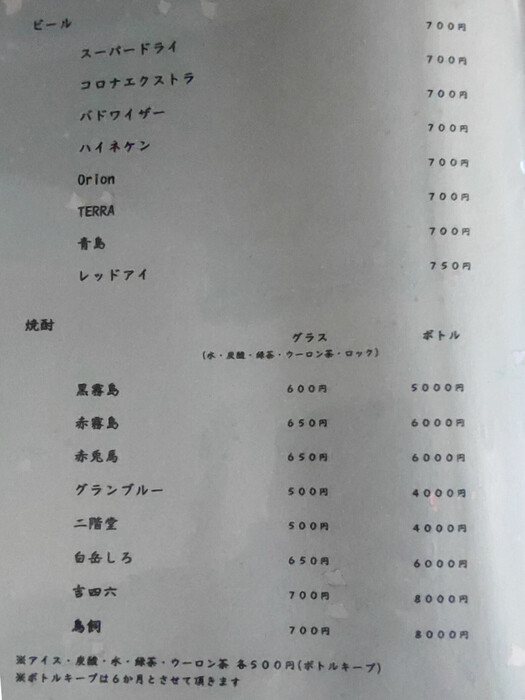 ビール
スーパードライ 700円
コロナエクストラ 700円
バドワイザー 700円
ハイネケン 700円
Orion 700円
TERRA 700円
青島 700円
レッドアイ 750円
焼酎
グラス ボトル
(水・炭酸・緑茶・ウーロン茶・ロック)
黒霧島 600円 5000円
赤霧島 650円 6000円
赤兎馬 650円 6000円
グランブルー 500円 4000円
二階堂 500円 4000円
白岳しろ 650円 6000円
吉四六 700円 8000円
鳥飼 700円 8000円
※アイス・炭酸・水・緑茶・ウーロン茶 各500円(ボトルキープ)
※ボトルキープは6か月とさせて頂きます